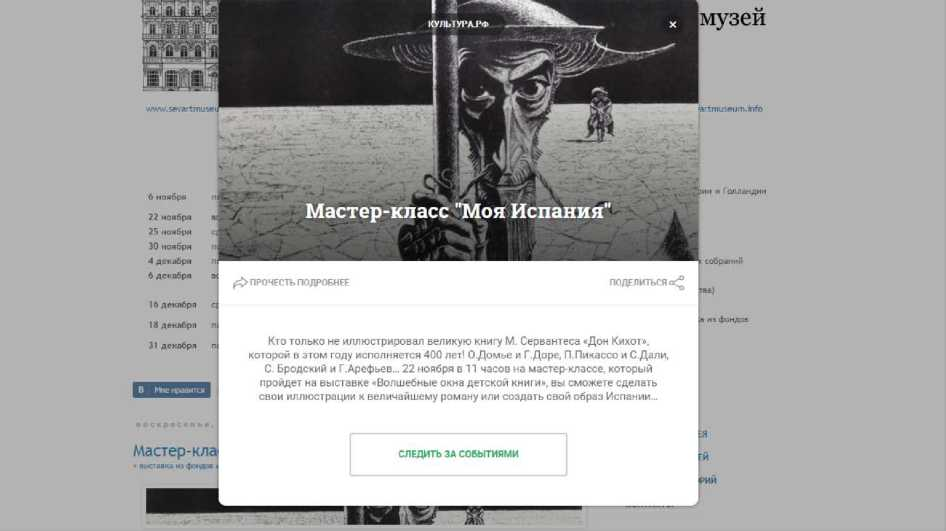 КУЛЬТУРА.РФ
×
музей
www.sevartmuseu
artmuseum.info
6 ноября
22 ноября
25 ноября
30 ноября
4 декабря
6 декабря
16 декабря
18 декабря
31 декабря
рии и Голландии
собраний
тва)
ка из фондов
Мастер-класс "Моя Испания"
ПРОЧЕСТЬ ПОДРОБНЕЕ
ПОДЕЛИТЬСЯ
Кто только не иллюстрировал великую книгу М. Сервантеса «Дон Кихот»,
которой в этом году исполняется 400 лет! О.Домье и Г.Доре, П.Пикассо и С.Дали,
С. Бродский и Г.Арефьев... 22 ноября в 11 часов на мастер-классе, который
пройдет на выставке «Волшебные окна детской книги», вы сможете сделать
свои иллюстрации к величайшему роману или создать свой образ Испании...
СЛЕДИТЬ ЗА СОБЫТИЯМИ
В Мне нравится
воскресенье,
Мастер-кла
• выставка из фондов